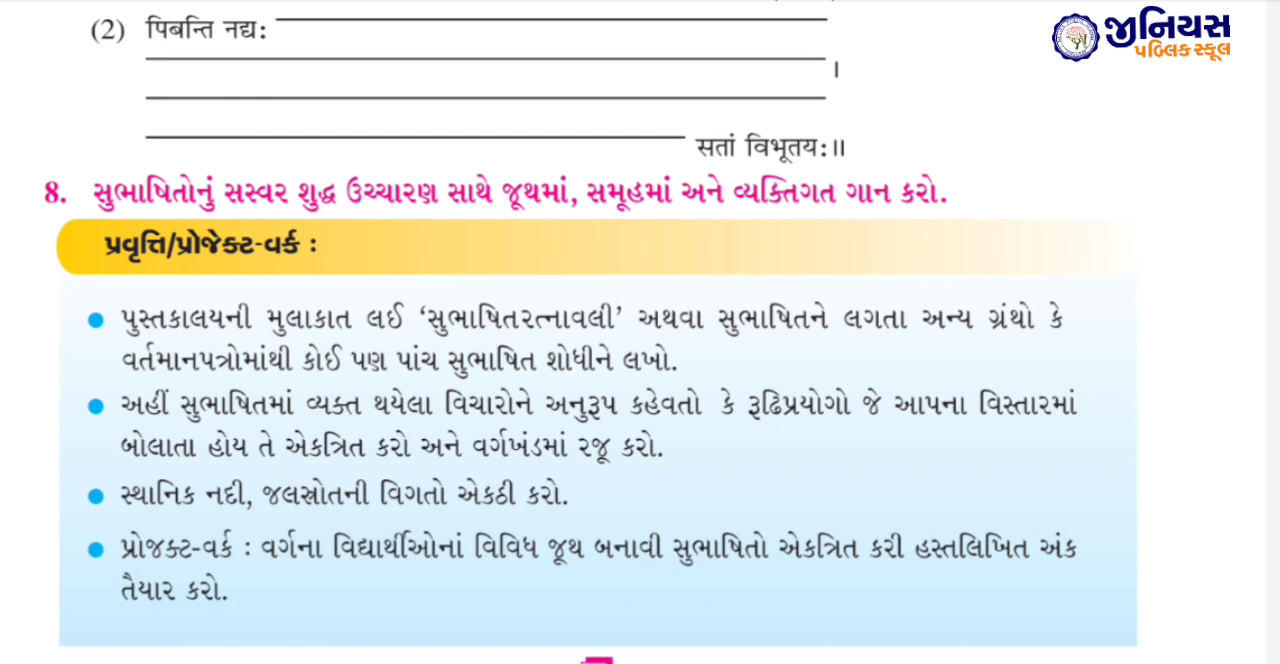 જીનિયસ
પબ્લિક સ્કૂલ
(2) पिबन्ति नद्यः
।
सतां विभूतयः॥
8. સુભાષિતોનું સસ્વર શુદ્ધ ઉચ્ચારણ સાથે જૂથમાં, સમૂહમાં અને વ્યક્તિગત ગાન કરો.
પ્રવૃત્તિ/પ્રોજેક્ટ-વર્ક :
• પુસ્તકાલયની મુલાકાત લઈ ‘સુભાષિતરત્નાવલી’ અથવા સુભાષિતને લગતા અન્ય ગ્રંથો કે
વર્તમાનપત્રોમાંથી કોઈ પણ પાંચ સુભાષિત શોધીને લખો.
• અહીં સુભાષિતમાં વ્યક્ત થયેલા વિચારોને અનુરૂપ કહેવતો કે રૂઢિપ્રયોગો જે આપના વિસ્તારમાં
બોલાતા હોય તે એકત્રિત કરો અને વર્ગખંડમાં રજૂ કરો.
• સ્થાનિક નદી, જલસ્રોતની વિગતો એકઠી કરો.
• પ્રોજક્ટ-વર્ક : વર્ગના વિદ્યાર્થીઓનાં વિવિધ જૂથ બનાવી સુભાષિતો એકત્રિત કરી હસ્તલિખિત અંક
તૈયાર કરો.